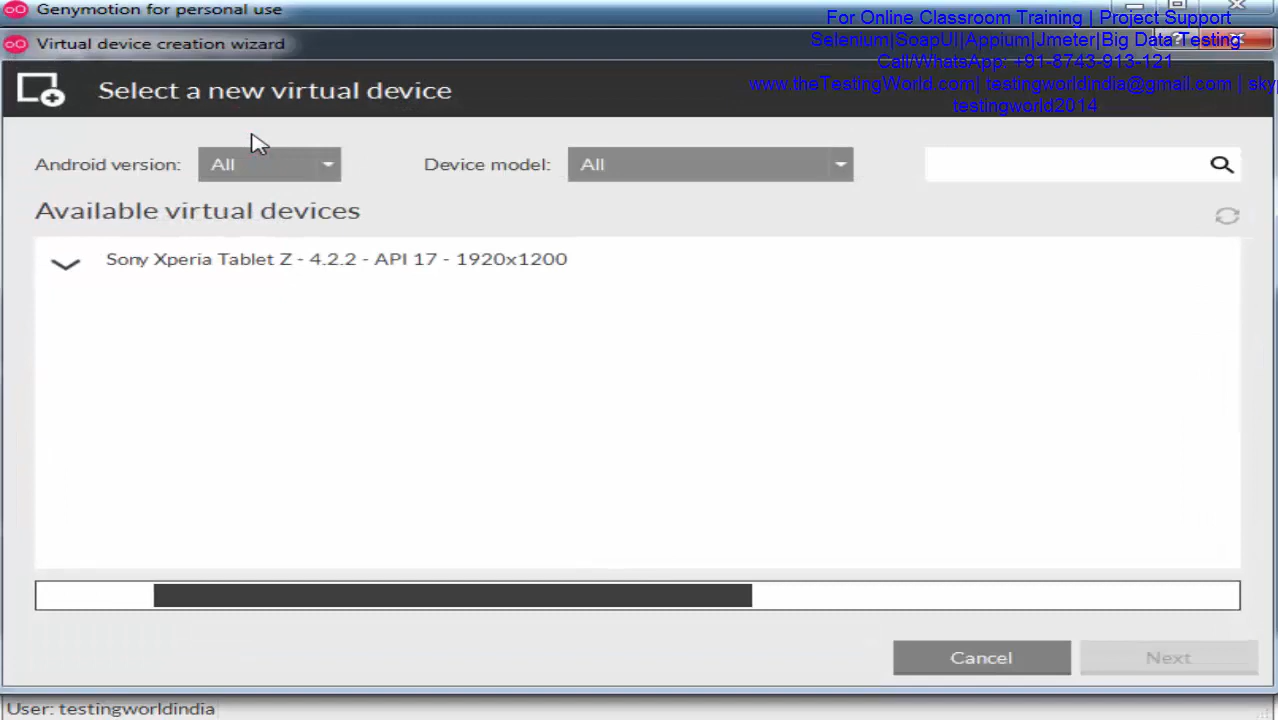 Genymotion for personal use
For Online Classroom Training | Project Support
Virtual device creation wizard
Selenium|SoapUI||Appium|Jmeter|Big Data Testing
Call/WhatsApp: +91-8743-913-121
www.theTestingWorld.com| testingworldindia@gmail.com | sky
testingworld2014
Select a new virtual device
Android version: All
Device model: All
Available virtual devices
Sony Xperia Tablet Z - 4.2.2 - API 17 - 1920x1200
Cancel
Next
User: testingworldindia